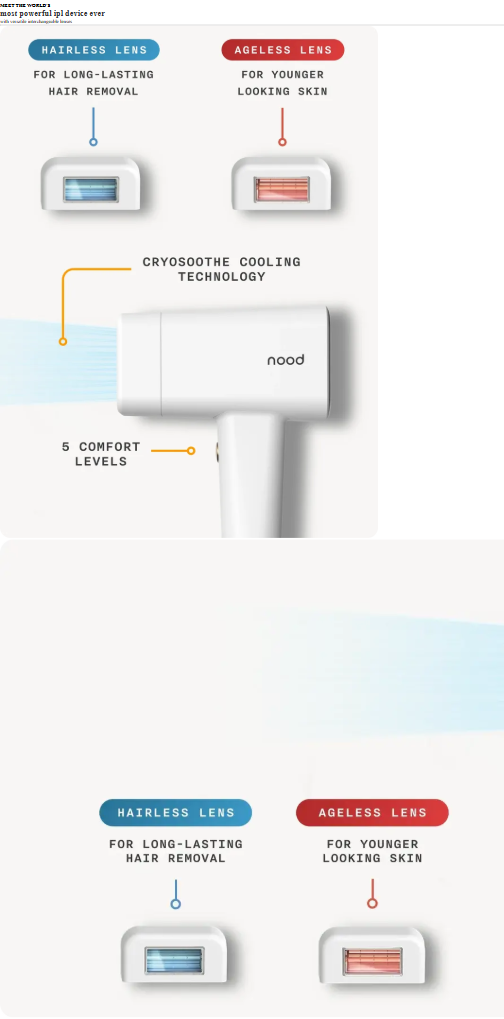 MEET THE WORLD'S
most powerful ipl device ever
with versatile interchangeable lenses
HAIRLESS LENS
AGELESS LENS
FOR LONG-LASTING
HAIR REMOVAL
FOR YOUNGER
LOOKING SKIN
CRYOSOOTHE COOLING
TECHNOLOGY
nood
5 COMFORT
LEVELS
HAIRLESS LENS
AGELESS LENS
FOR LONG-LASTING
HAIR REMOVAL
FOR YOUNGER
LOOKING SKIN